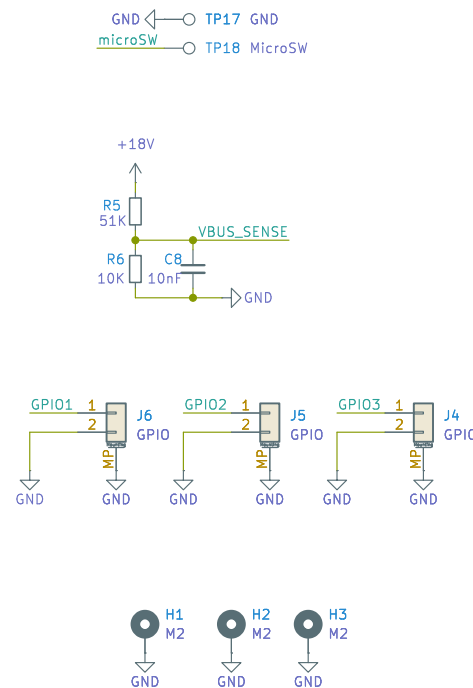 GND TP17 GND
microSW TP18 MicroSW
+18V
R5
51K
VBUS_SENSE
R6 C8
10K 10nF
GND
GPIO1 1 GPIO2 1 GPIO3 1
J6 J5 J4
2 2 2
GPIO GPIO GPIO
MP MP MP
GND GND GND GND GND GND
H1 H2 H3
M2 M2 M2
GND GND GND